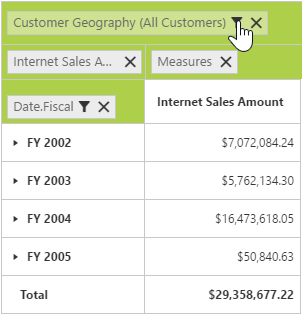 Customer Geography (All Customers)
Internet Sales A... Measures
Date.Fiscal Internet Sales Amount
FY 2002 $7,072,084.24
FY 2003 $5,762,134.30
FY 2004 $16,473,618.05
FY 2005 $50,840.63
Total $29,358,677.22